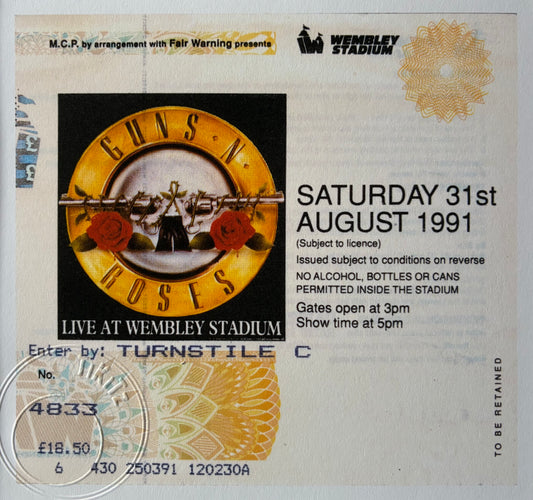 M.C.P. by arrangement with Fair Warning presents
WEMBLEY
STADIUM
GUNS N
ROSES
LIVE AT WEMBLEY STADIUM
SATURDAY 31st
AUGUST 1991
(Subject to licence)
Issued subject to conditions on reverse
NO ALCOHOL, BOTTLES OR CANS
PERMITTED INSIDE THE STADIUM
Gates open at 3pm
Show time at 5pm
Enter by: TURNSTILE C
No.
4833
£18.50
6 430 250391 120230A
TO BE RETAINED